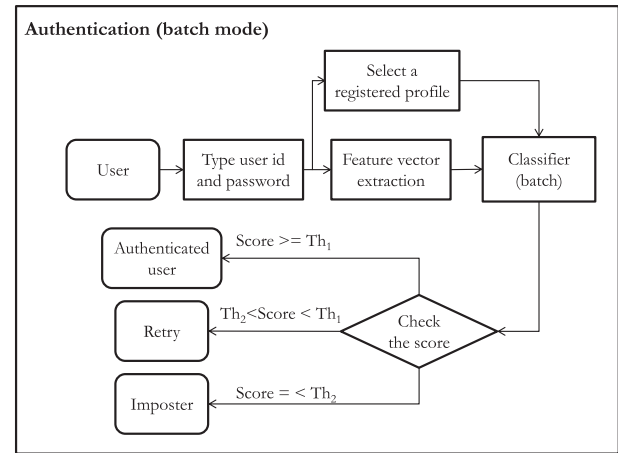 Authentication (batch mode)
Select a
registered profile
User
Type user id
and password
Feature vector
extraction
Classifier
(batch)
Authenticated
user
Score >= Th₁
Retry
Th₂<Score < Th₁
Check
the score
Imposter
Score = < Th₂